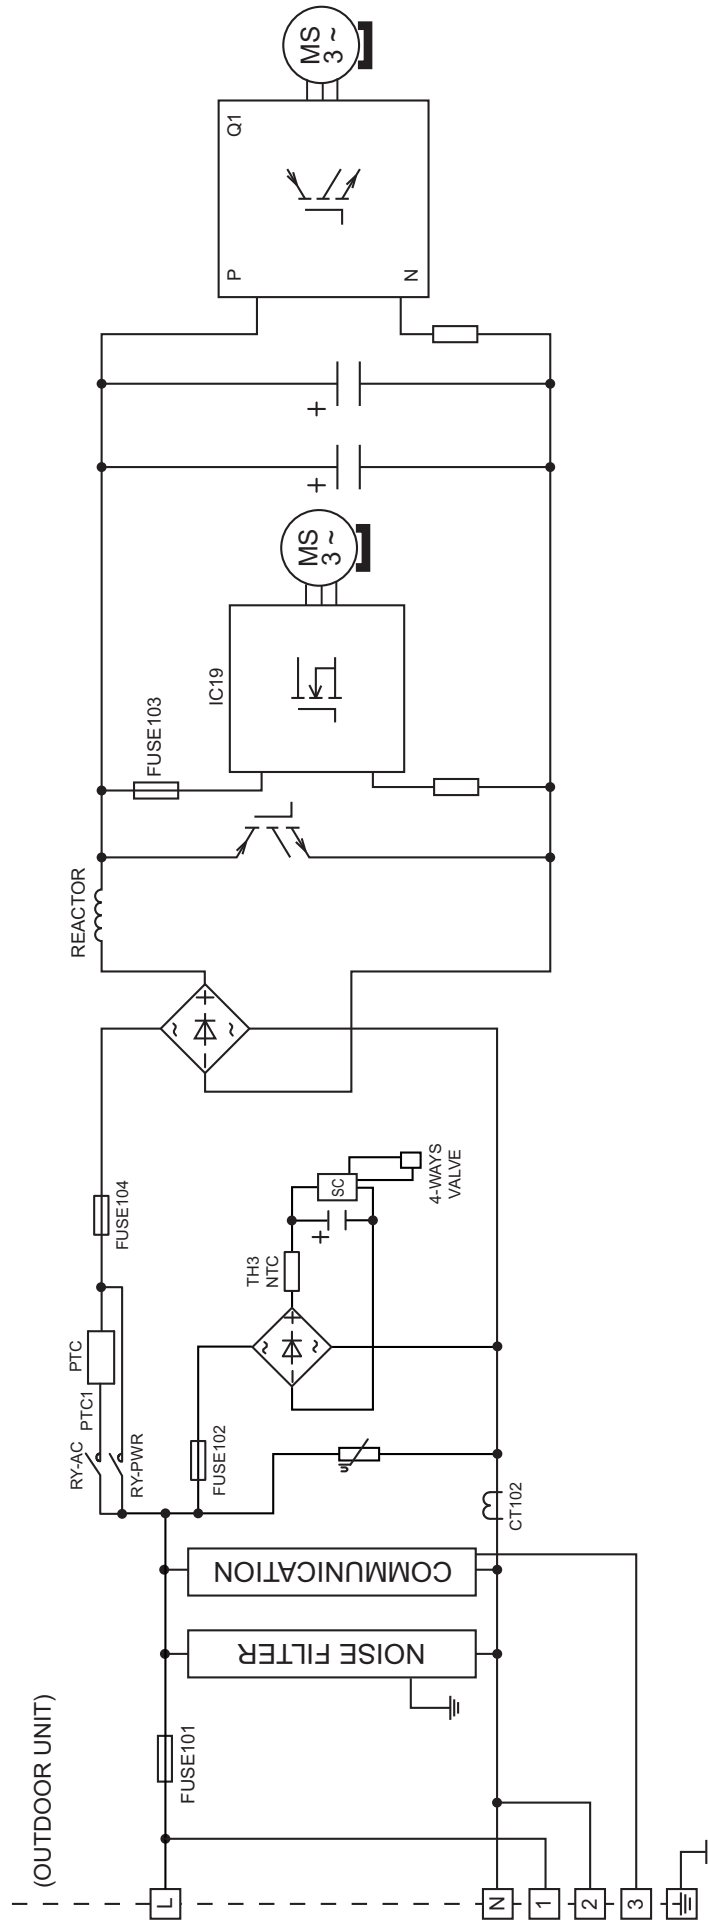 (OUTDOOR UNIT)
L
N
1
2
3
FUSE101
NOISE FILTER
COMMUNICATION
CT102
RY-AC
RY-PWR
PTC1
PTC
FUSE102
FUSE104
TH3
NTC
+
SC
4-WAYS
VALVE
~
~
+
−
~
~
+
−
REACTOR
FUSE103
IC19
MS
3 ~
+
+
P
N
Q1
MS
3 ~